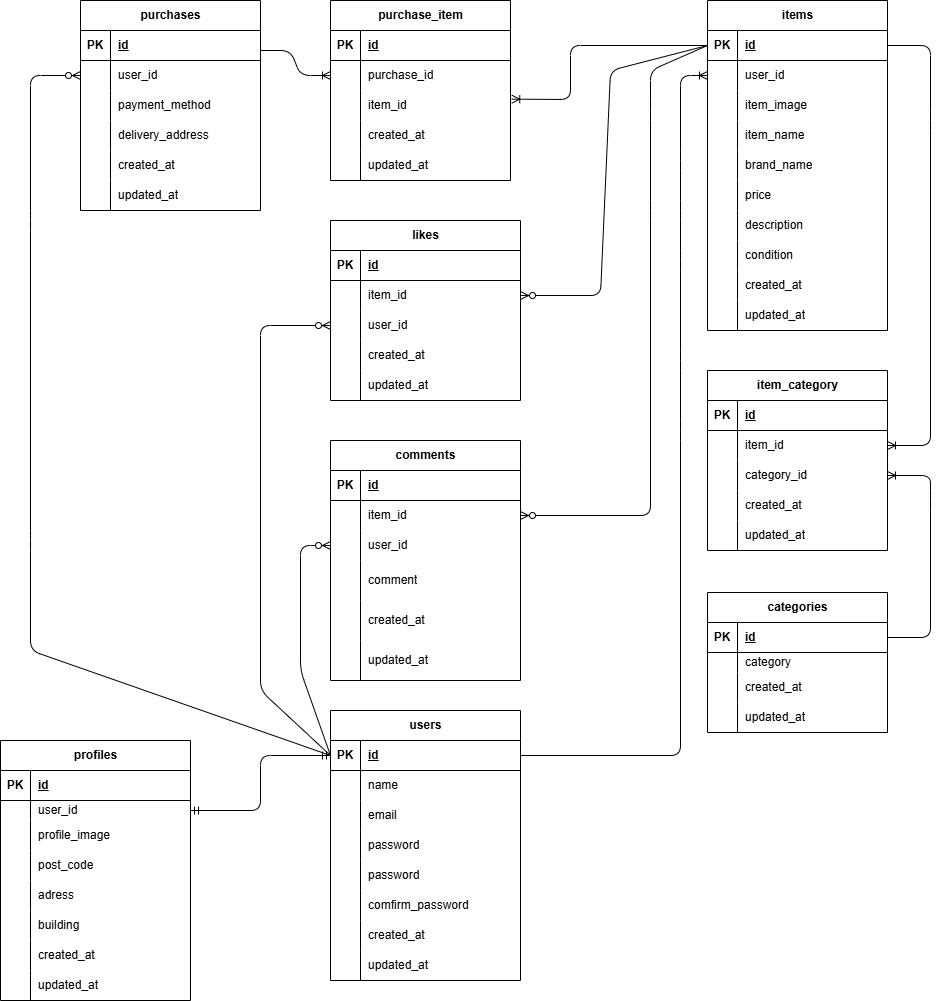 purchases
PK id
user_id
payment_method
delivery_address
created_at
updated_at
purchase_item
PK id
purchase_id
item_id
created_at
updated_at
items
PK id
user_id
item_image
item_name
brand_name
price
description
condition
created_at
updated_at
likes
PK id
item_id
user_id
created_at
updated_at
item_category
PK id
item_id
category_id
created_at
updated_at
comments
PK id
item_id
user_id
comment
created_at
updated_at
categories
PK id
category
created_at
updated_at
users
PK id
name
email
password
password
comfirm_password
created_at
updated_at
profiles
PK id
user_id
profile_image
post_code
adress
building
created_at
updated_at